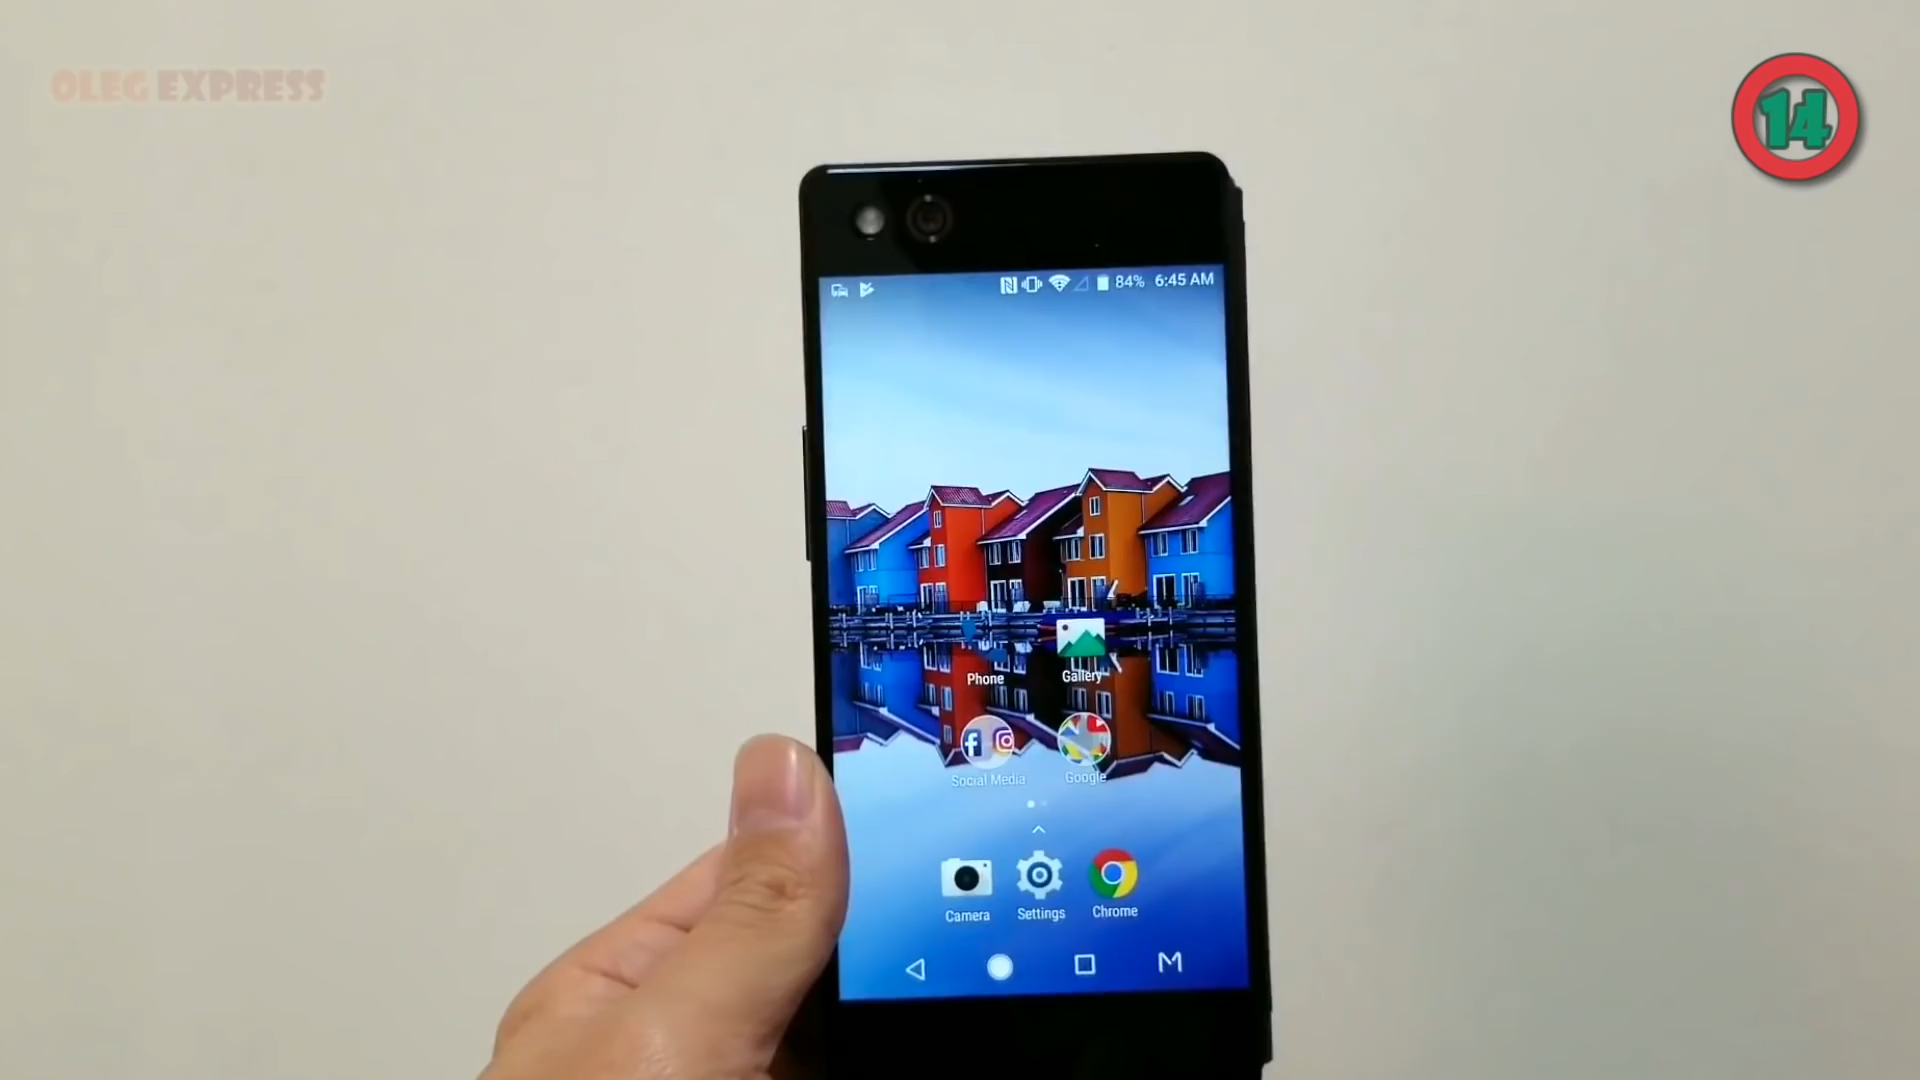 OLEG EXPRESS
14
84% 6:45 AM
Phone Gallery
Social Media Google
Camera Settings Chrome
M